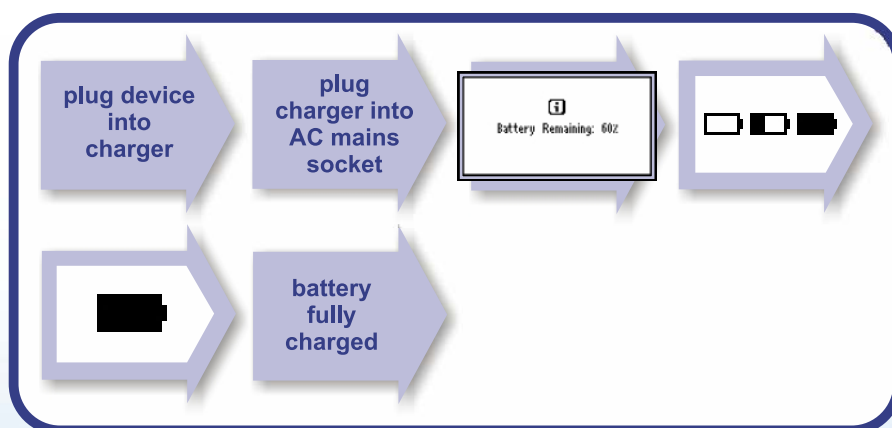 plug device
into
charger
plug
charger into
AC mains
socket
i
Battery Remaining: 60%
battery
fully
charged